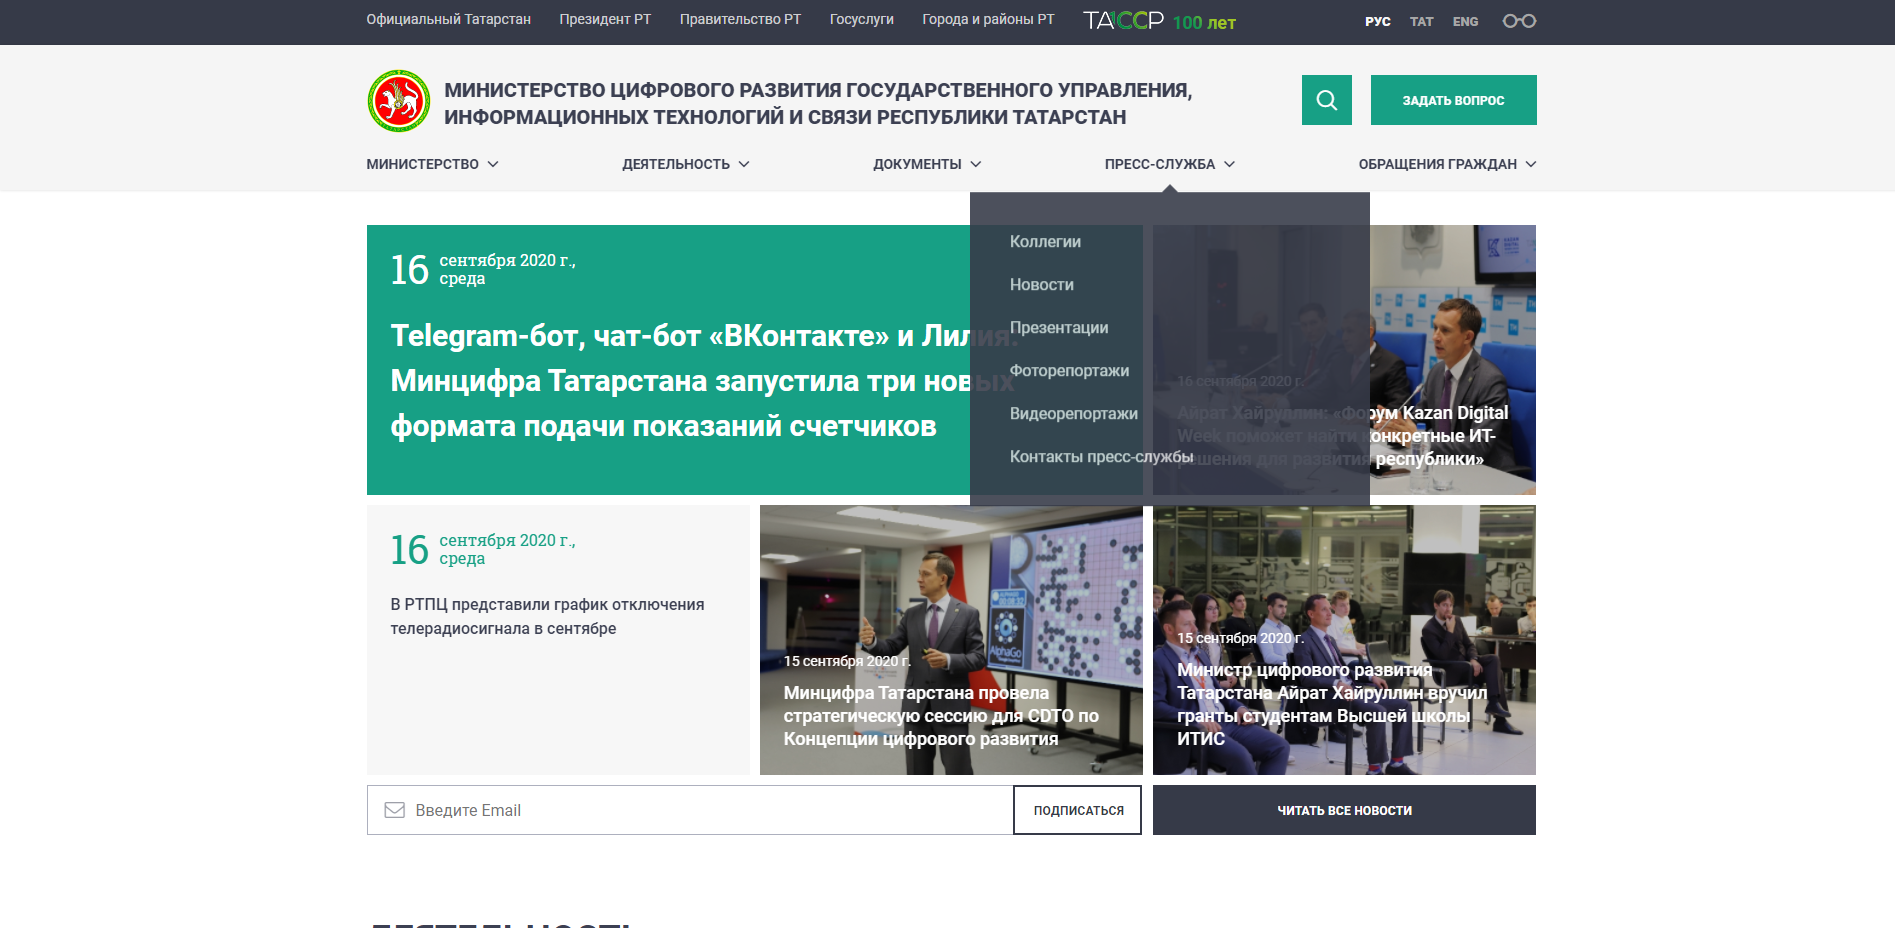 Официальный Татарстан
Президент РТ
Правительство РТ
Госуслуги
Города и районы РТ
ТАССР 100 лет
РУС
ТАТ
ENG
МИНИСТЕРСТВО ЦИФРОВОГО РАЗВИТИЯ ГОСУДАРСТВЕННОГО УПРАВЛЕНИЯ,
ИНФОРМАЦИОННЫХ ТЕХНОЛОГИЙ И СВЯЗИ РЕСПУБЛИКИ ТАТАРСТАН
ЗАДАТЬ ВОПРОС
МИНИСТЕРСТВО
ДЕЯТЕЛЬНОСТЬ
ДОКУМЕНТЫ
ПРЕСС-СЛУЖБА
ОБРАЩЕНИЯ ГРАЖДАН
Коллегии
Новости
Презентации
Фоторепортажи
Видеорепортажи
Контакты пресс-службы
16 сентября 2020 г.,
среда
Telegram-бот, чат-бот «ВКонтакте» и Лилия:
Минцифра Татарстана запустила три новых
формата подачи показаний счетчиков
16 сентября 2020 г.
Айрат Хайруллин: «Форум Kazan Digital
Week поможет найти конкретные ИТ-
решения для развития республики»
16 сентября 2020 г.,
среда
В РТПЦ представили график отключения
телерадиосигнала в сентябре
AlphaGo
15 сентября 2020 г.
Минцифра Татарстана провела
стратегическую сессию для CDTO по
Концепции цифрового развития
15 сентября 2020 г.
Министр цифрового развития
Татарстана Айрат Хайруллин вручил
гранты студентам Высшей школы
ИТИС
Введите Email
ПОДПИСАТЬСЯ
ЧИТАТЬ ВСЕ НОВОСТИ
ДЕЯТЕЛЬНОСТЬ